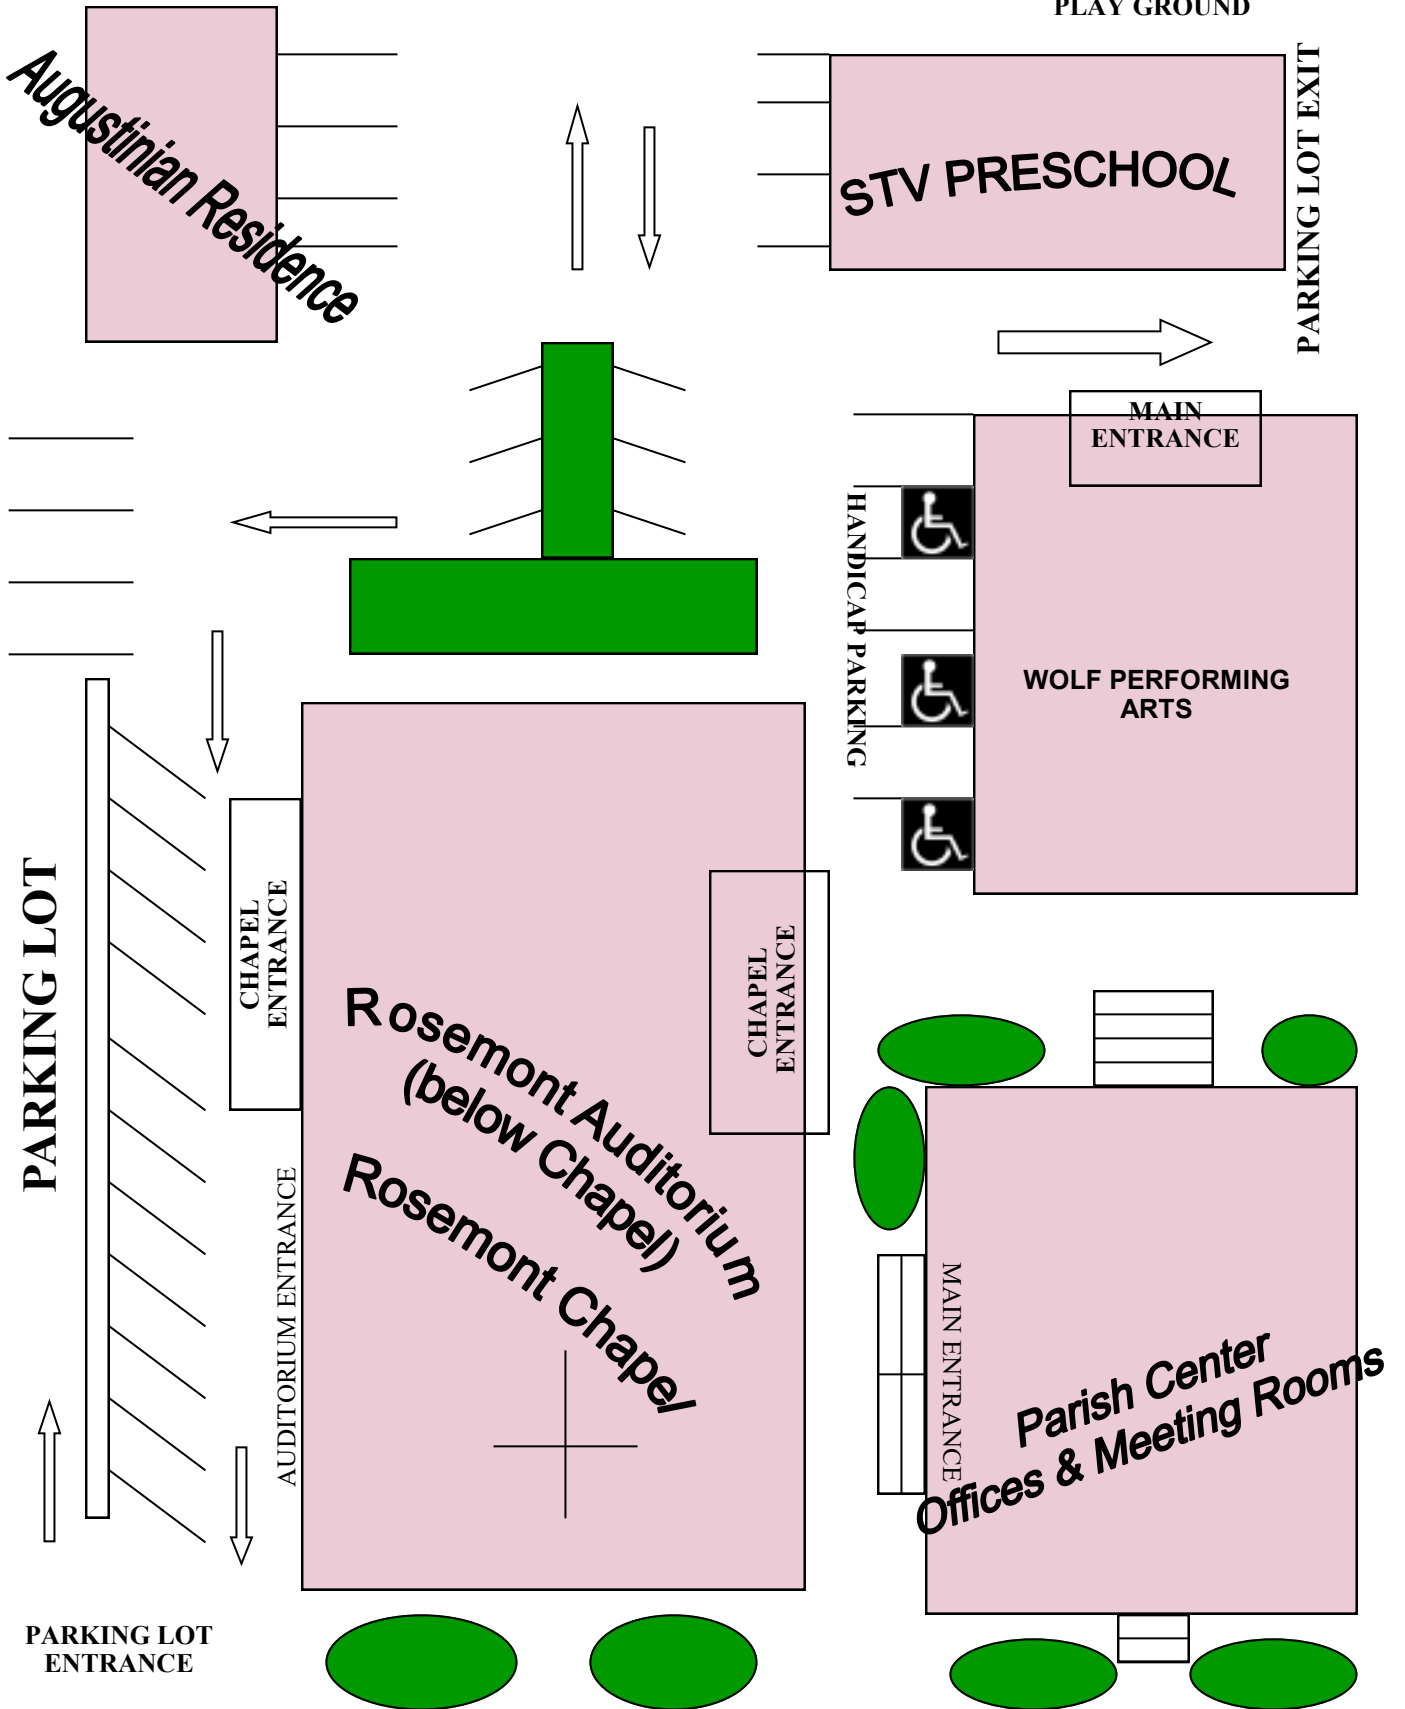 PLAY GROUND
Augustinian Residence
STV PRESCHOOL
PARKING LOT EXIT
MAIN
ENTRANCE
HANDICAP PARKING
WOLF PERFORMING
ARTS
PARKING LOT
CHAPEL
ENTRANCE
CHAPEL
ENTRANCE
Rosemont Auditorium
(below Chapel)
Rosemont Chapel
AUDITORIUM ENTRANCE
MAIN ENTRANCE
Parish Center
Offices & Meeting Rooms
PARKING LOT
ENTRANCE